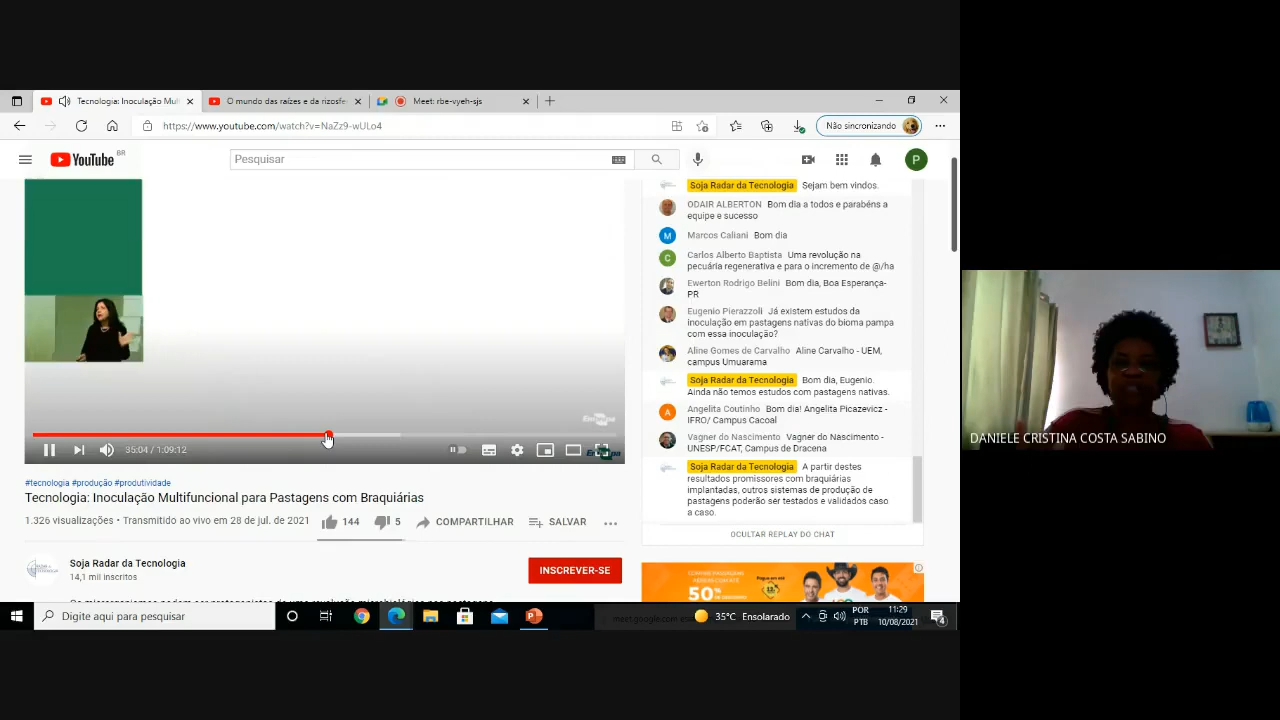 Tecnologia: Inoculação Mul
O mundo das raízes e da rizosfe
Meet: rbe-vyeh-sjs
https://www.youtube.com/watch?v=NaZz9-wULo4
Não sincronizando
YouTube BR
Pesquisar
P
Soja Radar da Tecnologia Sejam bem vindos.
ODAIR ALBERTON Bom dia a todos e parabéns a
equipe e sucesso
M Marcos Caliani Bom dia
C Carlos Alberto Baptista Uma revolução na
pecuária regenerativa e para o incremento de @/ha
Ewerton Rodrigo Belini Bom dia, Boa Esperança-
PR
Eugenio Pierazzoli Já existem estudos da
inoculação em pastagens nativas do bioma pampa
com essa inoculação?
Aline Gomes de Carvalho Aline Carvalho - UEM,
campus Umuarama
Soja Radar da Tecnologia Bom dia, Eugenio.
Ainda não temos estudos com pastagens nativas.
A Angelita Coutinho Bom dia! Angelita Picazevicz -
IFRO/ Campus Cacoal
Vagner do Nascimento Vagner do Nascimento -
UNESP/FCAT, Campus de Dracena
Soja Radar da Tecnologia A partir destes
resultados promissores com braquiárias
implantadas, outros sistemas de produção de
pastagens poderão sér testados e validados caso
a caso.
OCULTAR REPLAY DO CHAT
Embrapa
35:04 / 1:09:12
#tecnologia #produção #produtividade
Tecnologia: Inoculação Multifuncional para Pastagens com Braquiárias
1.326 visualizações • Transmitido ao vivo em 28 de jul. de 2021
144 5 COMPARTILHAR SALVAR
Soja Radar da Tecnologia
14,1 mil inscritos
INSCREVER-SE
50%
Digite aqui para pesquisar
35°C Ensolarado
POR
PTB
11:29
10/08/2021
4
DANIELE CRISTINA COSTA SABINO